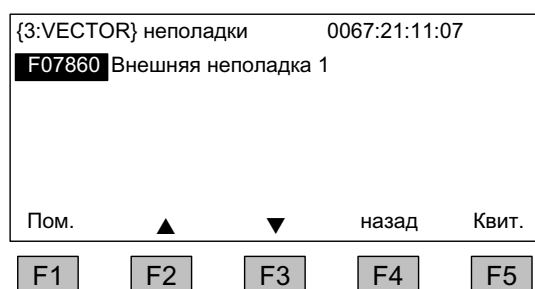 {3:VECTOR} неполадки 0067:21:11:07
F07860 Внешняя неполадка 1
Пом. ▲ ▼ назад Квит.
F1 F2 F3 F4 F5